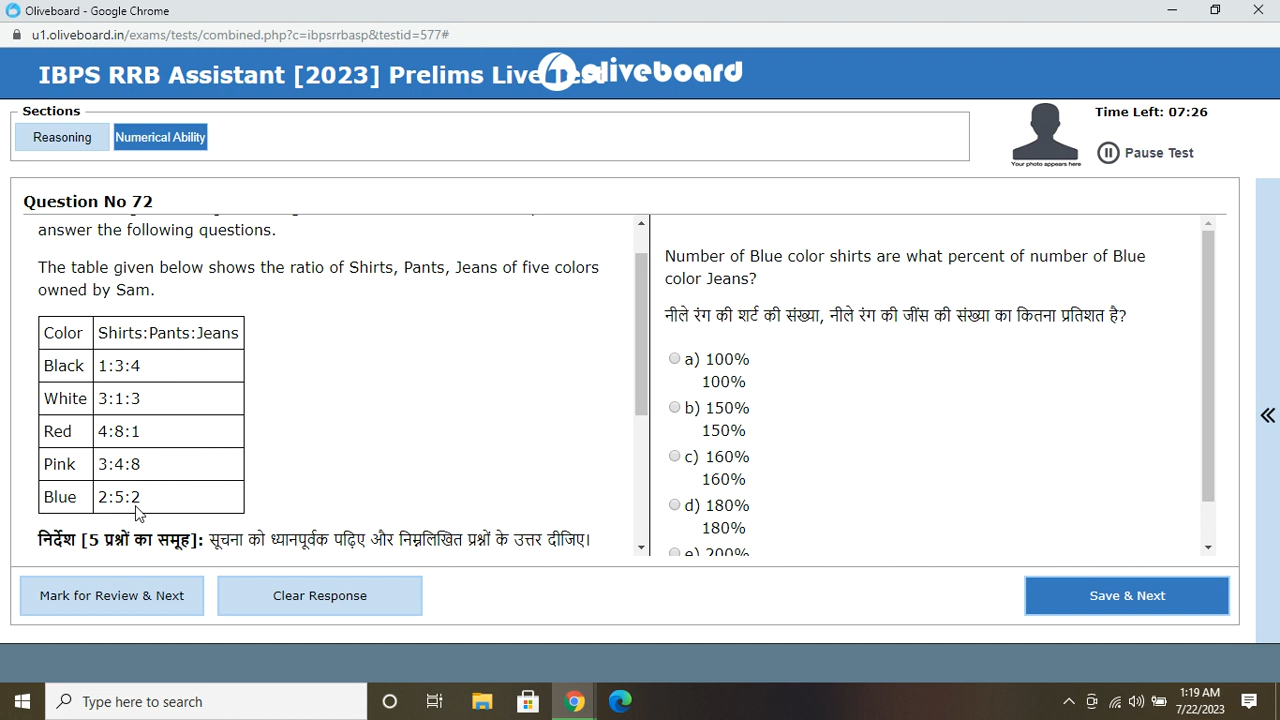 Oliveboard - Google Chrome
u1.oliveboard.in/exams/tests/combined.php?c=ibpsrrbasp&testid=577#
IBPS RRB Assistant [2023] Prelims Live Test
oliveboard
Sections
Reasoning
Numerical Ability
Time Left: 07:26
Your photo appears here
Pause Test
Question No 72
answer the following questions.
The table given below shows the ratio of Shirts, Pants, Jeans of five colors
owned by Sam.
Color Shirts:Pants:Jeans
Black 1:3:4
White 3:1:3
Red 4:8:1
Pink 3:4:8
Blue 2:5:2
निर्देश [5 प्रश्नों का समूह]: सूचना को ध्यानपूर्वक पढ़िए और निम्नलिखित प्रश्नों के उत्तर दीजिए।
Number of Blue color shirts are what percent of number of Blue
color Jeans?
नीले रंग की शर्ट की संख्या, नीले रंग की जींस की संख्या का कितना प्रतिशत है?
a) 100%
100%
b) 150%
150%
c) 160%
160%
d) 180%
180%
e) 200%
Mark for Review & Next
Clear Response
Save & Next
Type here to search
1:19 AM
7/22/2023